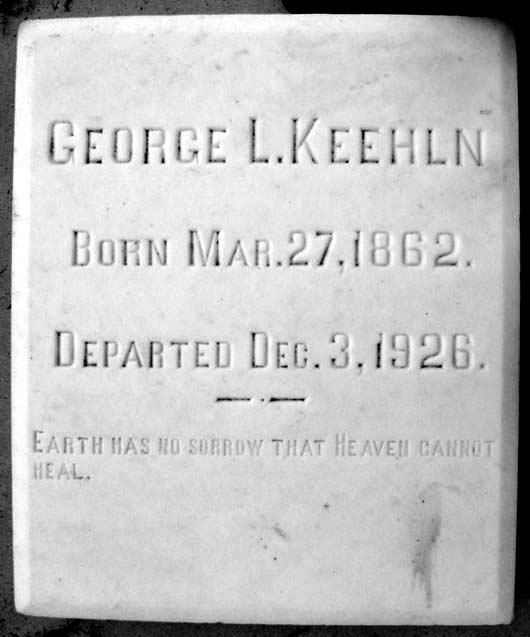 George L. Keehln
Born Mar. 27, 1862.
Departed Dec. 3, 1926.
Earth has no sorrow that Heaven cannot
heal.